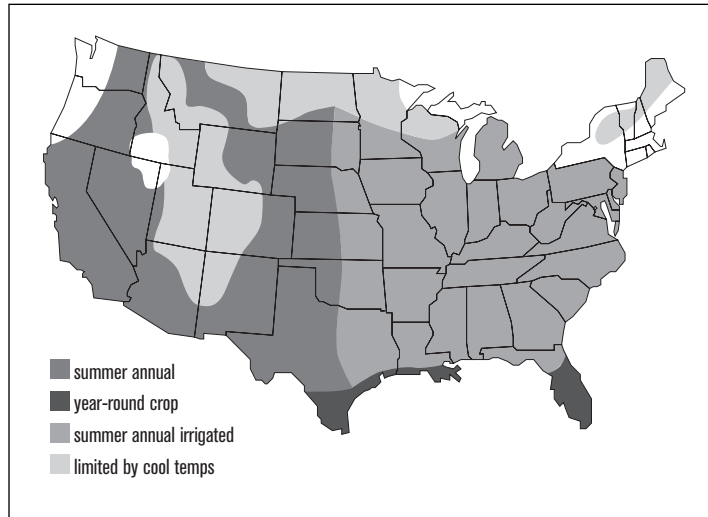 summer annual
year-round crop
summer annual irrigated
limited by cool temps